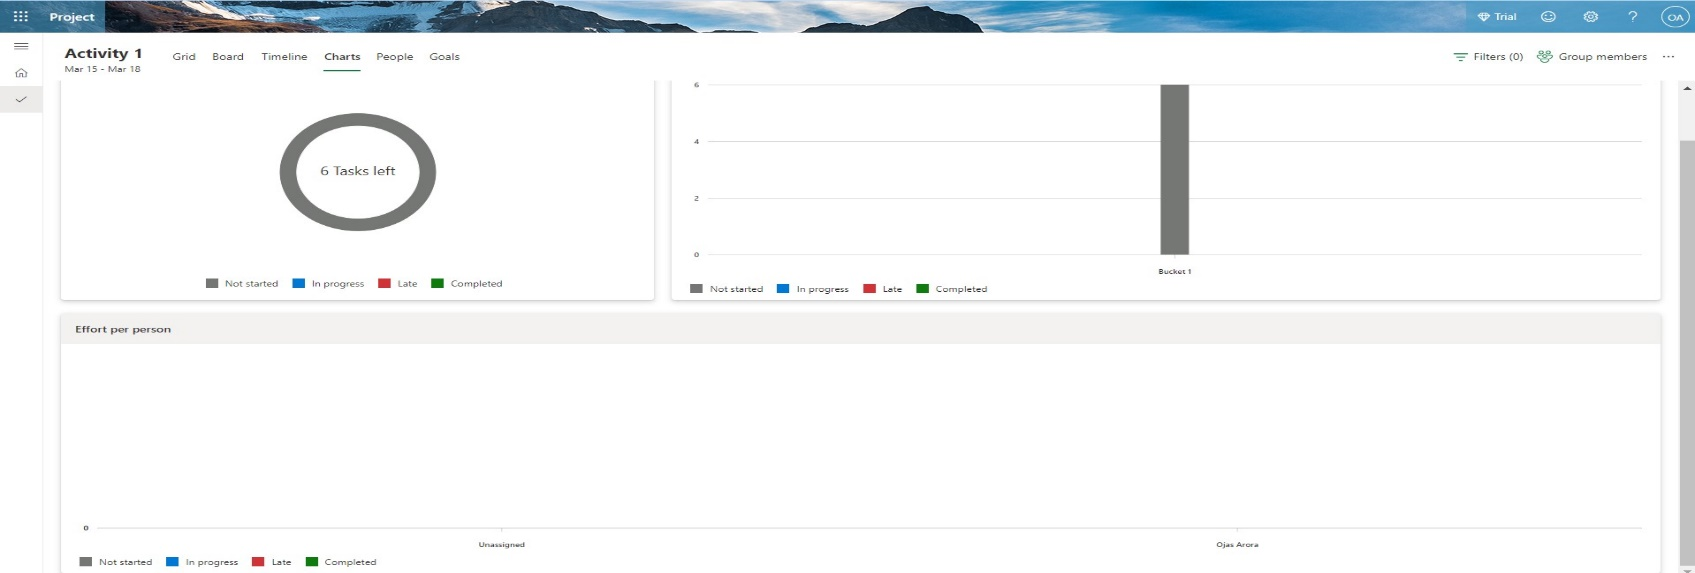 Project
Trial
?
OA
Activity 1
Mar 15 - Mar 18
Grid Board Timeline Charts People Goals
Filters (0) Group members ...
6 Tasks left
Not started In progress Late Completed
6
4
2
0
Bucket 1
Not started In progress Late Completed
Effort per person
0
Unassigned Ojas Arora
Not started In progress Late Completed